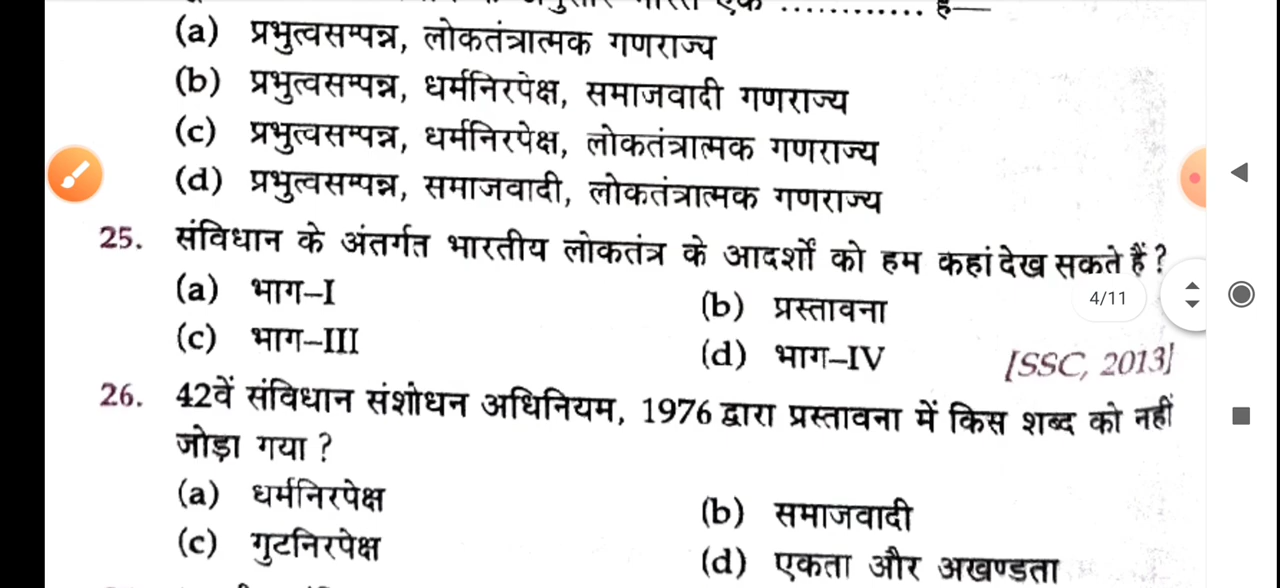 (a) प्रभुत्वसम्पन्न, लोकतंत्रात्मक गणराज्य
(b) प्रभुत्वसम्पन्न, धर्मनिरपेक्ष, समाजवादी गणराज्य
(c) प्रभुत्वसम्पन्न, धर्मनिरपेक्ष, लोकतंत्रात्मक गणराज्य
(d) प्रभुत्वसम्पन्न, समाजवादी, लोकतंत्रात्मक गणराज्य
25. संविधान के अंतर्गत भारतीय लोकतंत्र के आदर्शों को हम कहां देख सकते हैं?
(a) भाग–I (b) प्रस्तावना
4/11
(c) भाग–III (d) भाग–IV [SSC, 2013]
26. 42वें संविधान संशोधन अधिनियम, 1976 द्वारा प्रस्तावना में किस शब्द को नहीं
जोड़ा गया ?
(a) धर्मनिरपेक्ष (b) समाजवादी
(c) गुटनिरपेक्ष (d) एकता और अखण्डता